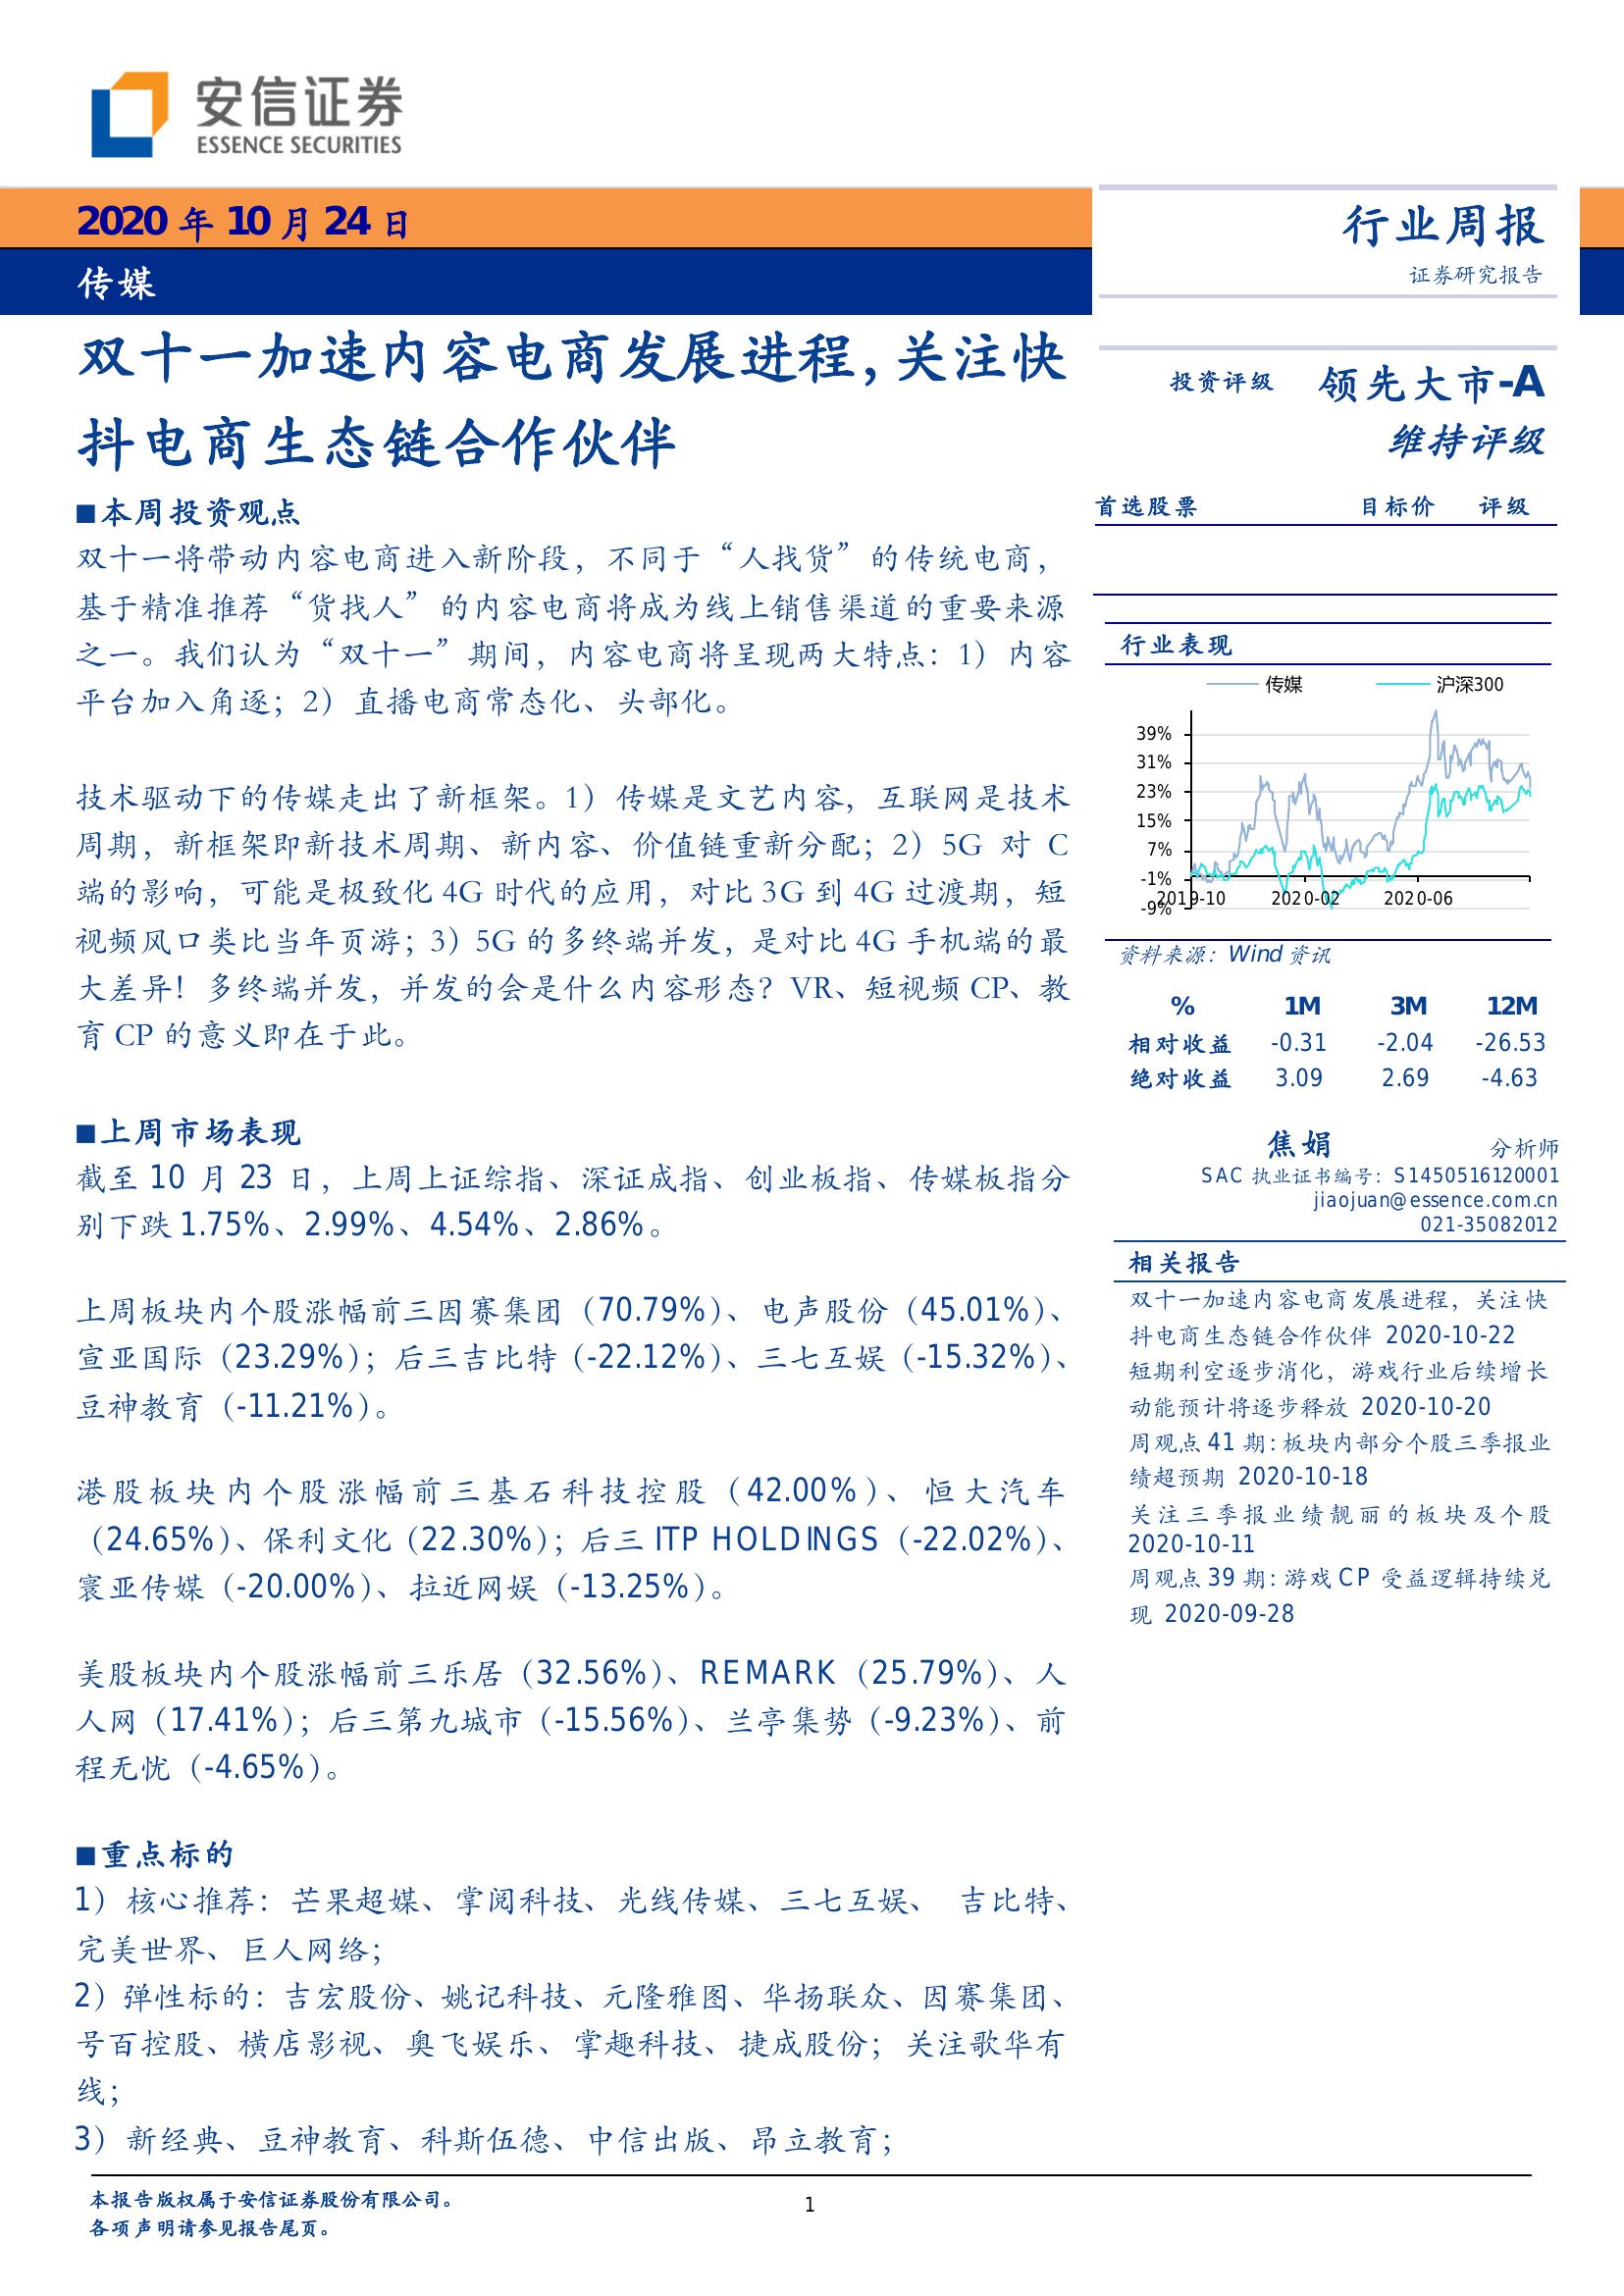 安信证券
ESSENCE SECURITIES
2020 年 10 月 24 日
传媒
双十一加速内容电商发展进程,关注快
抖电商生态链合作伙伴
■本周投资观点
双十一将带动内容电商进入新阶段，不同于“人找货”的传统电商，
基于精准推荐“货找人”的内容电商将成为线上销售渠道的重要来源
之一。我们认为“双十一”期间，内容电商将呈现两大特点：1）内容
平台加入角逐；2）直播电商常态化、头部化。
技术驱动下的传媒走出了新框架。1）传媒是文艺内容，互联网是技术
周期，新框架即新技术周期、新内容、价值链重新分配；2）5G 对 C
端的影响，可能是极致化 4G 时代的应用，对比 3G 到 4G 过渡期，短
视频风口类比当年页游；3）5G 的多终端并发，是对比 4G 手机端的最
大差异！多终端并发，并发的会是什么内容形态？VR、短视频 CP、教
育 CP 的意义即在于此。
■上周市场表现
截至 10 月 23 日，上周上证综指、深证成指、创业板指、传媒板指分
别下跌 1.75%、2.99%、4.54%、2.86%。
上周板块内个股涨幅前三因赛集团（70.79%）、电声股份（45.01%）、
宣亚国际（23.29%）；后三吉比特（-22.12%）、三七互娱（-15.32%）、
豆神教育（-11.21%）。
港股板块内个股涨幅前三基石科技控股（42.00%）、恒大汽车
（24.65%）、保利文化（22.30%）；后三 ITP HOLDINGS（-22.02%）、
寰亚传媒（-20.00%）、拉近网娱（-13.25%）。
美股板块内个股涨幅前三乐居（32.56%）、REMARK（25.79%）、人
人网（17.41%）；后三第九城市（-15.56%）、兰亭集势（-9.23%）、前
程无忧（-4.65%）。
■重点标的
1）核心推荐：芒果超媒、掌阅科技、光线传媒、三七互娱、 吉比特、
完美世界、巨人网络；
2）弹性标的：吉宏股份、姚记科技、元隆雅图、华扬联众、因赛集团、
号百控股、横店影视、奥飞娱乐、掌趣科技、捷成股份；关注歌华有
线；
3）新经典、豆神教育、科斯伍德、中信出版、昂立教育；
行业周报
证券研究报告
投资评级 领先大市-A
维持评级
首选股票 目标价 评级
行业表现
传媒 沪深300
39%
31%
23%
15%
7%
-1%
-9%
2019-10 2020-02 2020-06
资料来源：Wind 资讯
% 1M 3M 12M
相对收益 -0.31 -2.04 -26.53
绝对收益 3.09 2.69 -4.63
焦娟 分析师
SAC 执业证书编号：S1450516120001
jiaojuan@essence.com.cn
021-35082012
相关报告
双十一加速内容电商发展进程，关注快
抖电商生态链合作伙伴 2020-10-22
短期利空逐步消化，游戏行业后续增长
动能预计将逐步释放 2020-10-20
周观点 41 期：板块内部分个股三季报业
绩超预期 2020-10-18
关注三季报业绩靓丽的板块及个股
2020-10-11
周观点 39 期：游戏 CP 受益逻辑持续兑
现 2020-09-28
本报告版权属于安信证券股份有限公司。
各项声明请参见报告尾页。
1